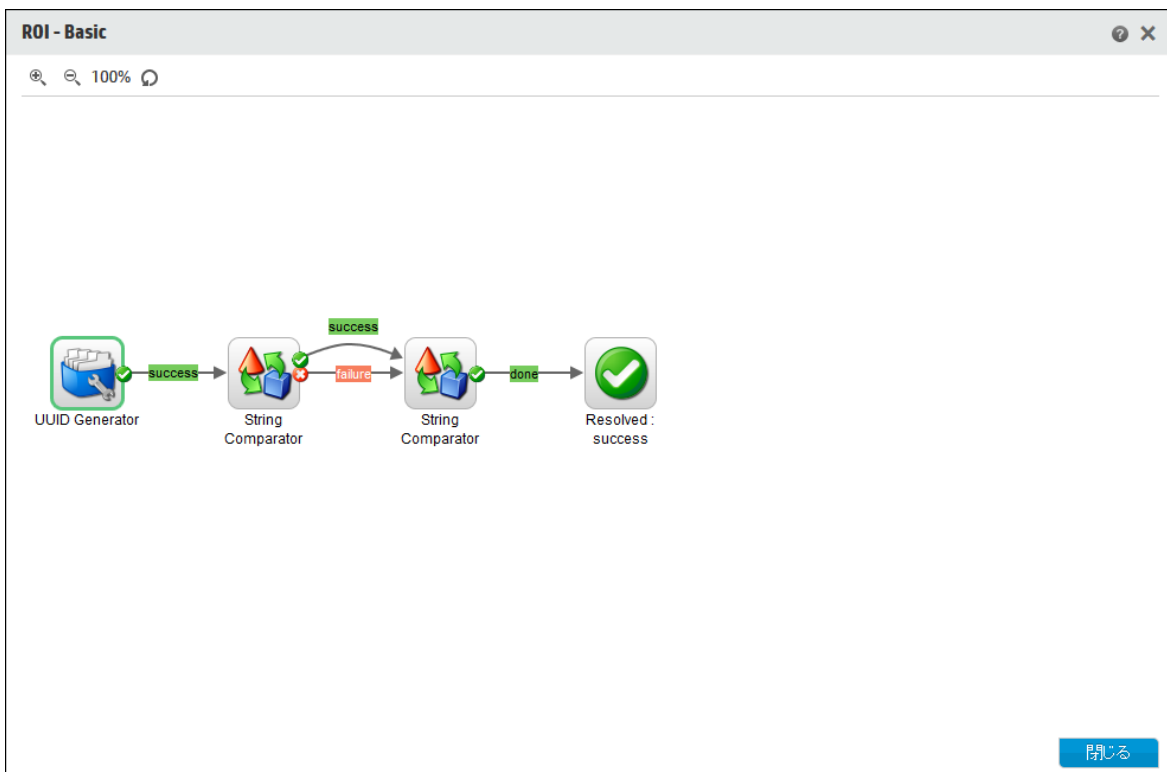 ROI - Basic
100%
success
success
failure
done
UUID Generator
String
Comparator
String
Comparator
Resolved :
success
閉じる